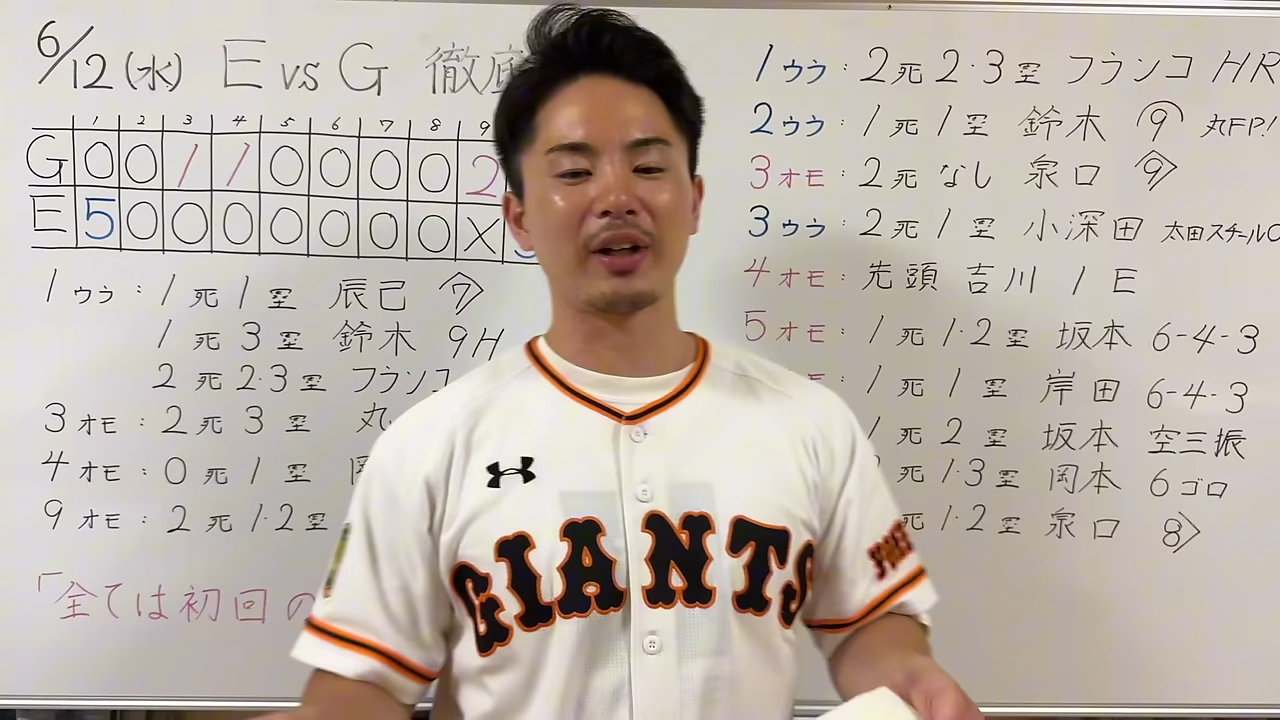 6/12(水) E vs G 徹底
1 2 3 4 5 6 7 8 9
G 0 0 1 1 0 0 0 0 2
E 5 0 0 0 0 0 0 0 X
1ゥラ:1死1塁 辰己 7
1死3塁 鈴木 9H
2死2·3塁 フランコ
3オモ:2死3塁 丸
4オモ:0死1塁 岡
9オモ:2死1·2塁
「全ては初回の
1ゥラ:2死2·3塁 フランコ HR
2ゥラ:1死1塁 鈴木 9 丸FP!
3オモ:2死なし 泉口 9
3ゥラ:2死1塁 小深田 太田スチール
4オモ:先頭 吉川 1 E
5オモ:1死1·2塁 坂本 6-4-3
1死1塁 岸田 6-4-3
1死2塁 坂本 空三振
死1·3塁 岡本 6ゴロ
死1·2塁 泉口 8
GIANTS